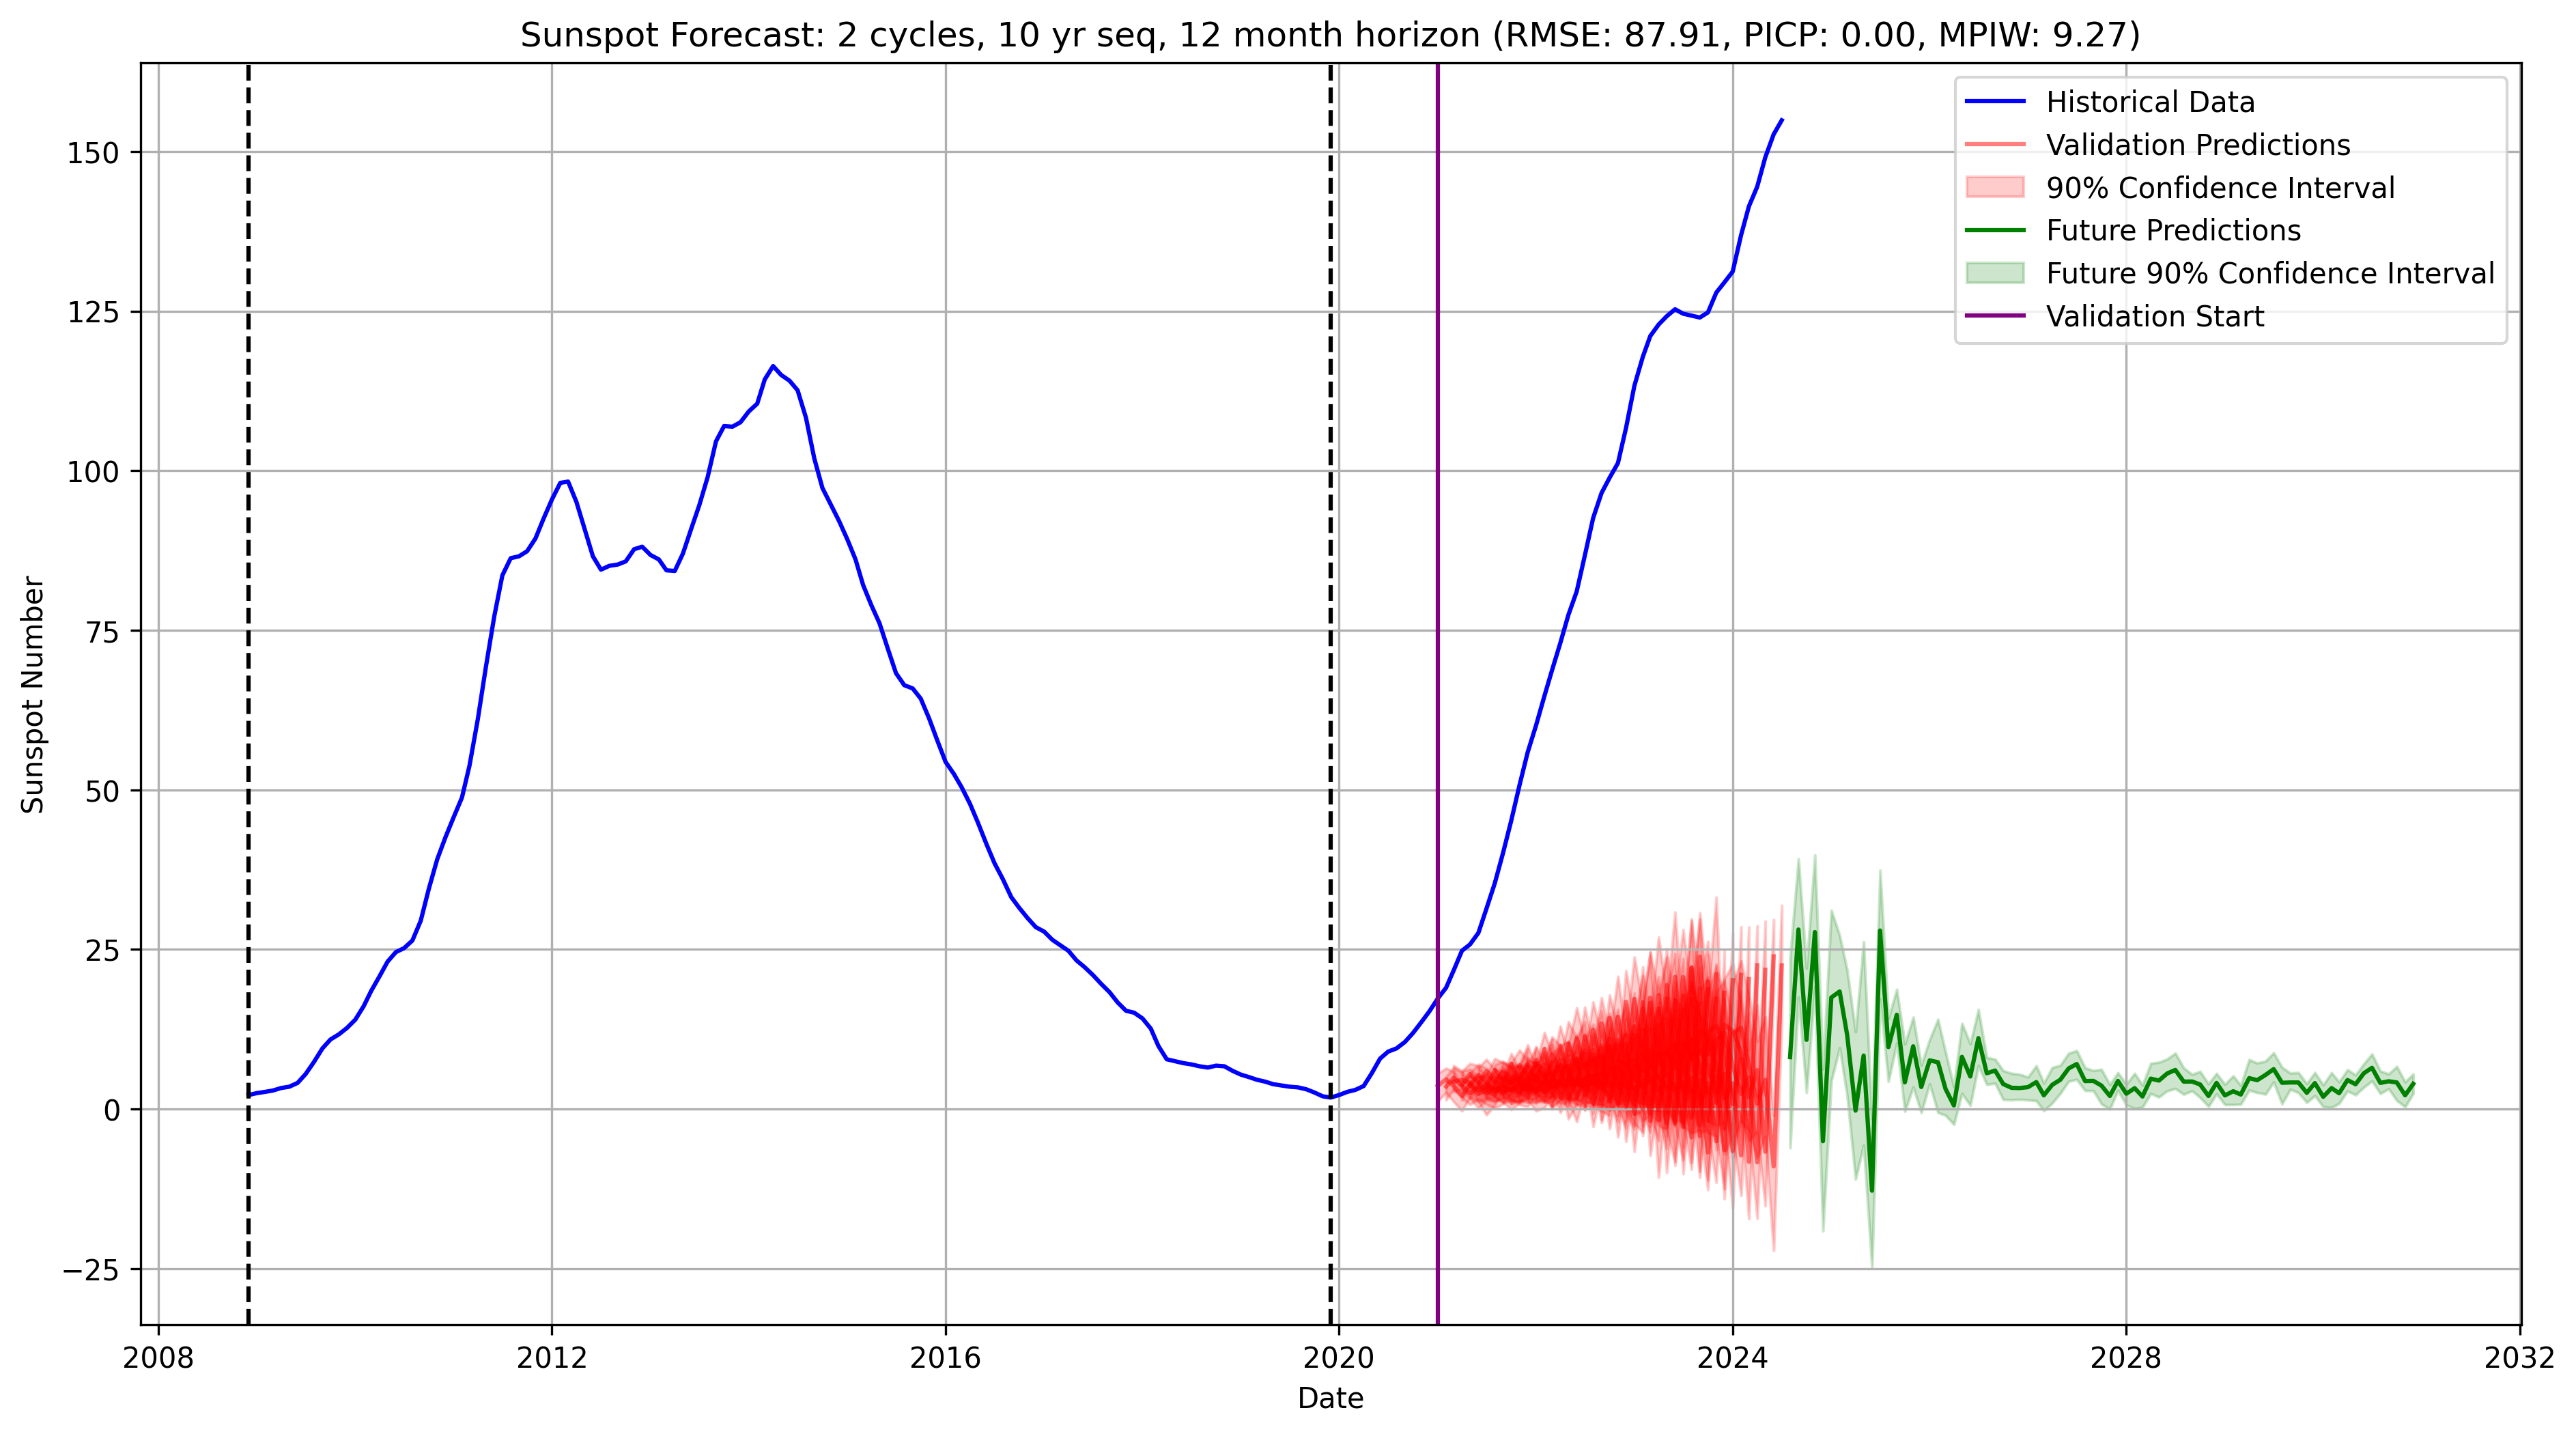 Sunspot Forecast: 2 cycles, 10 yr seq, 12 month horizon (RMSE: 87.91, PICP: 0.00, MPIW: 9.27)
Historical Data
Validation Predictions
90% Confidence Interval
Future Predictions
Future 90% Confidence Interval
Validation Start
150
125
100
75
50
25
0
−25
Sunspot Number
2008 2012 2016 2020 2024 2028 2032
Date